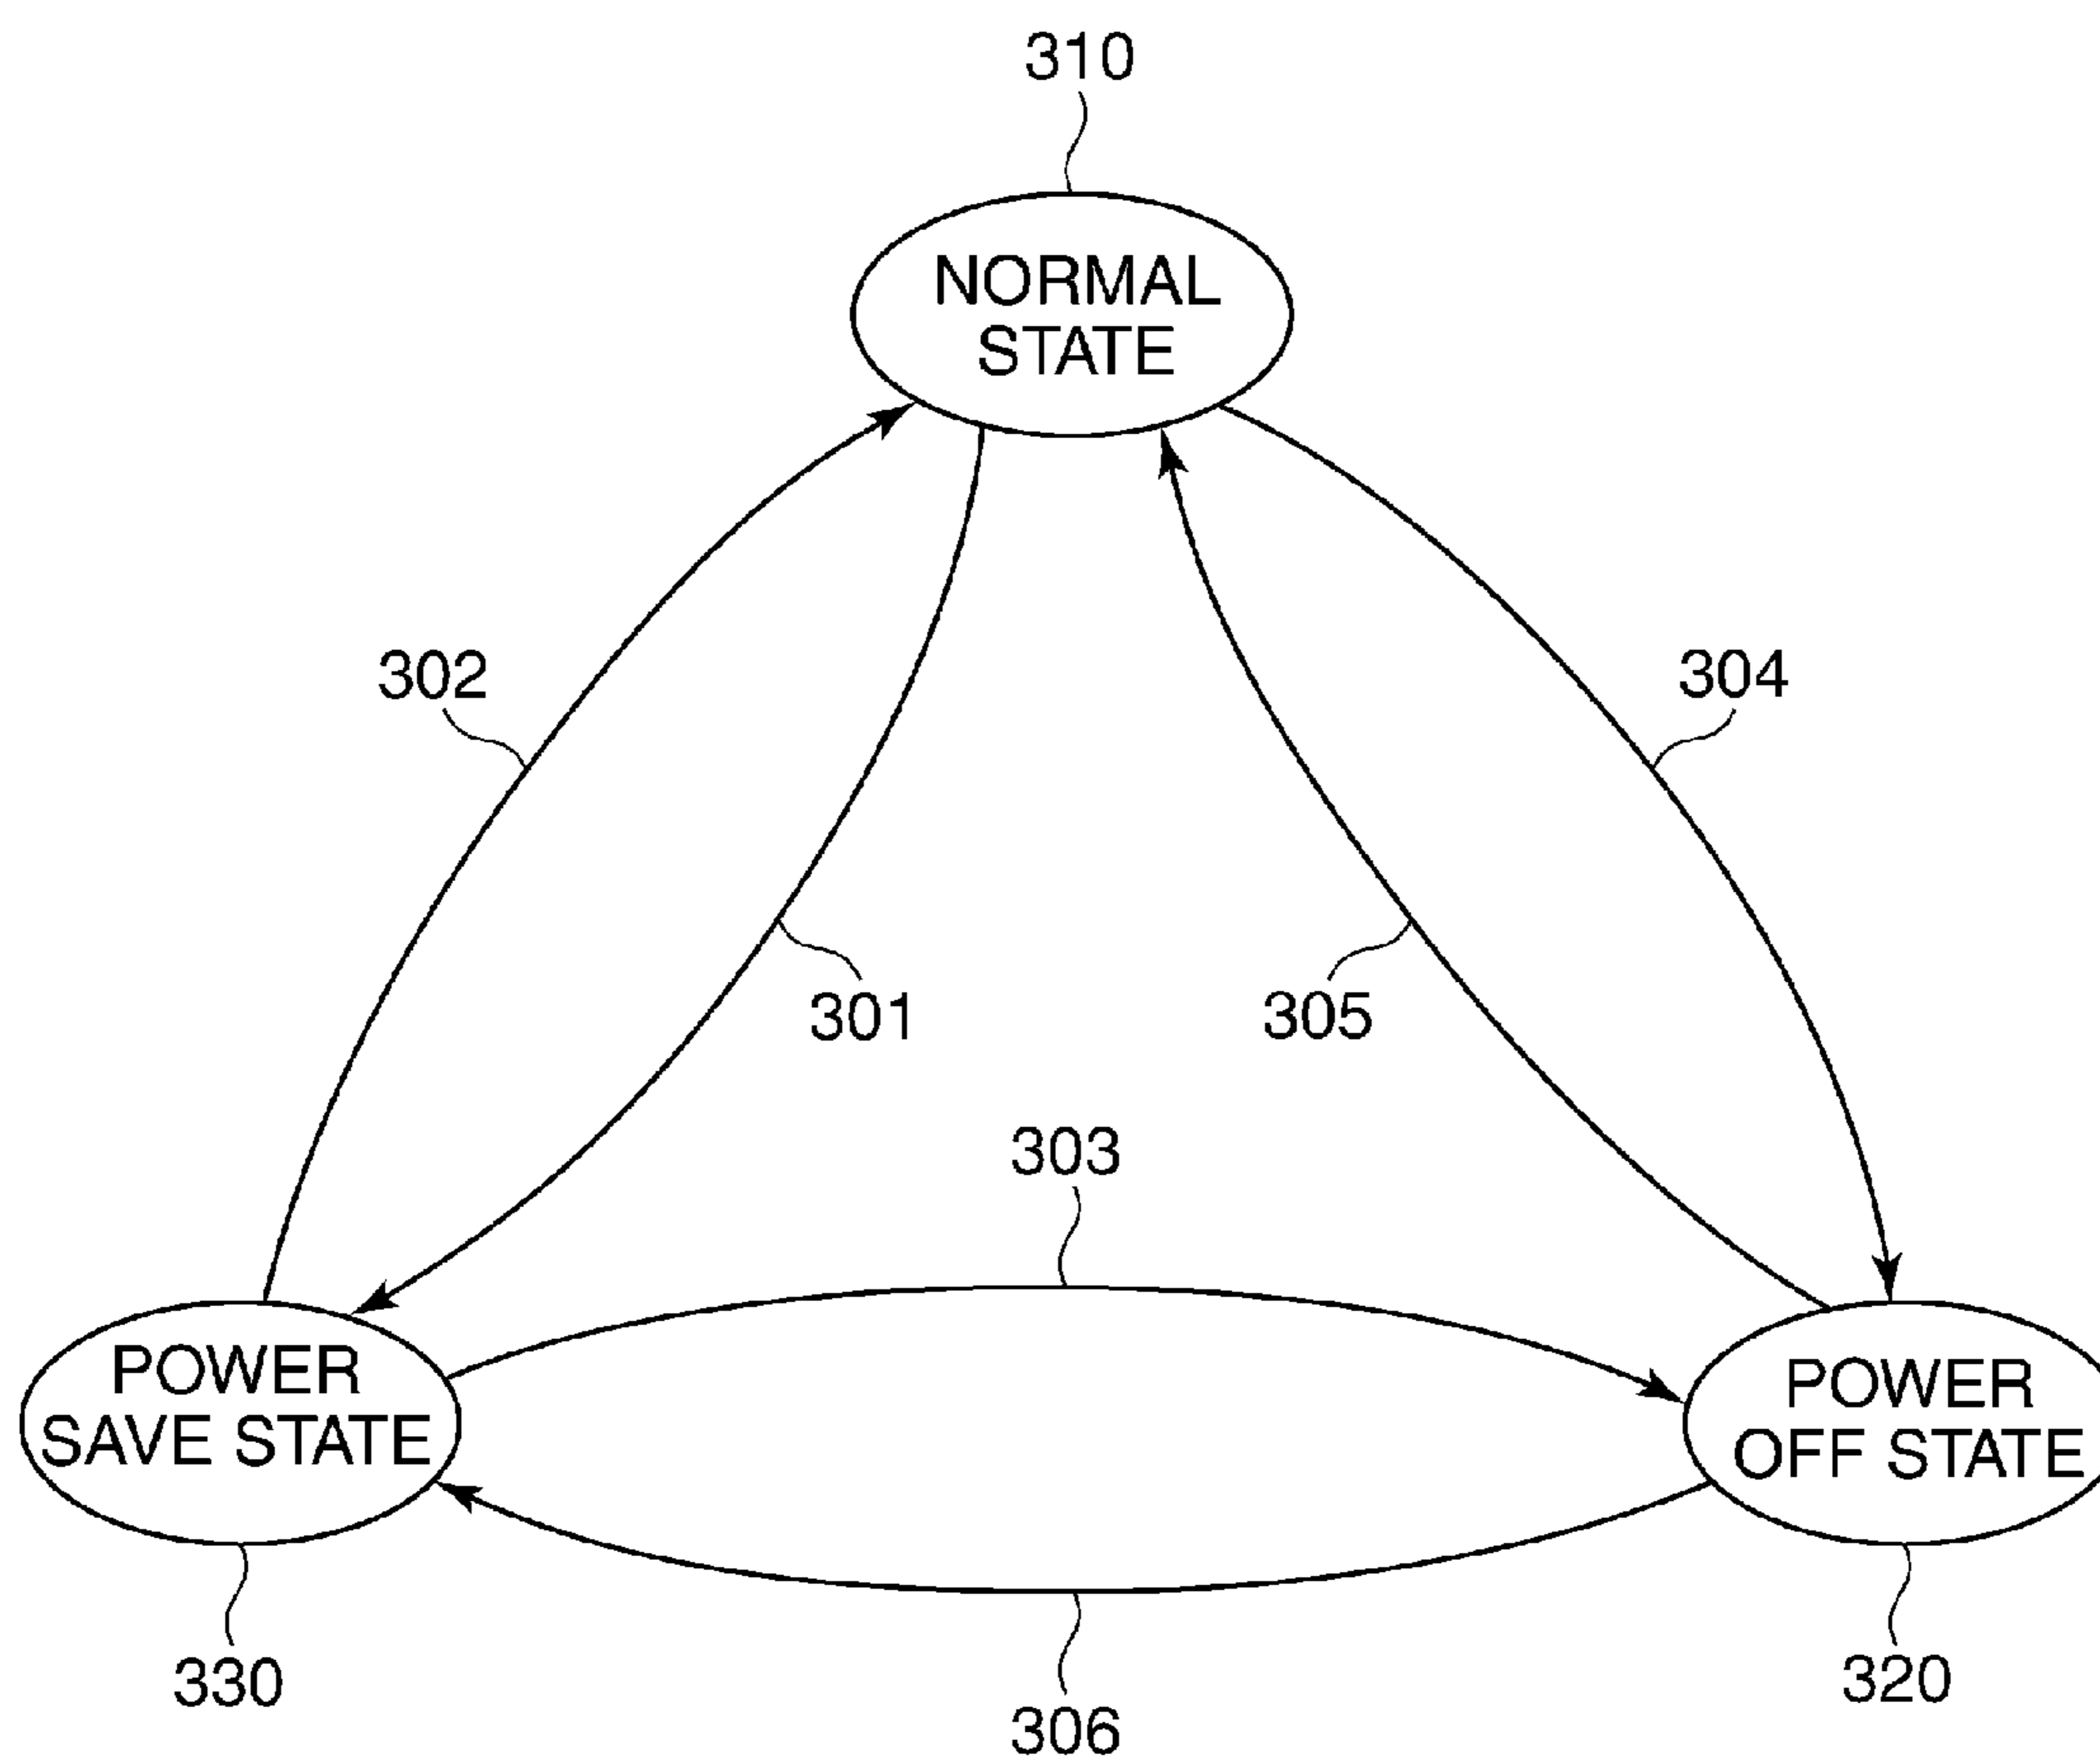 310
NORMAL
STATE
302
304
301
305
303
POWER
SAVE STATE
POWER
OFF STATE
330
320
306